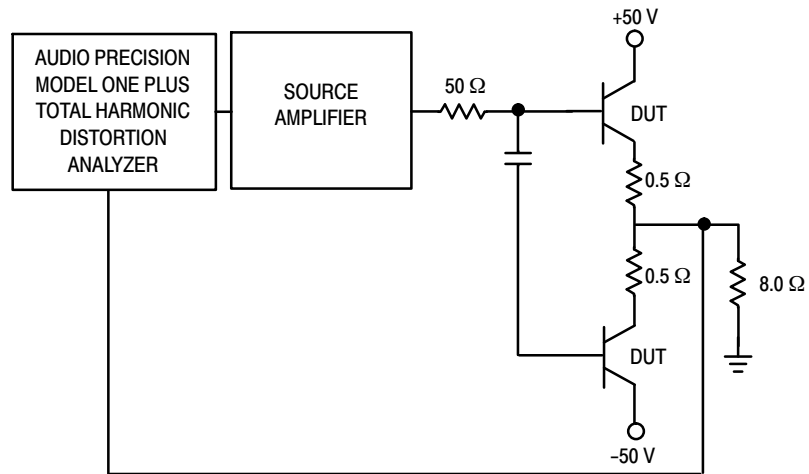 +50 V
AUDIO PRECISION
MODEL ONE PLUS
TOTAL HARMONIC
DISTORTION
ANALYZER
SOURCE
AMPLIFIER
50 Ω
DUT
0.5 Ω
0.5 Ω
8.0 Ω
DUT
–50 V